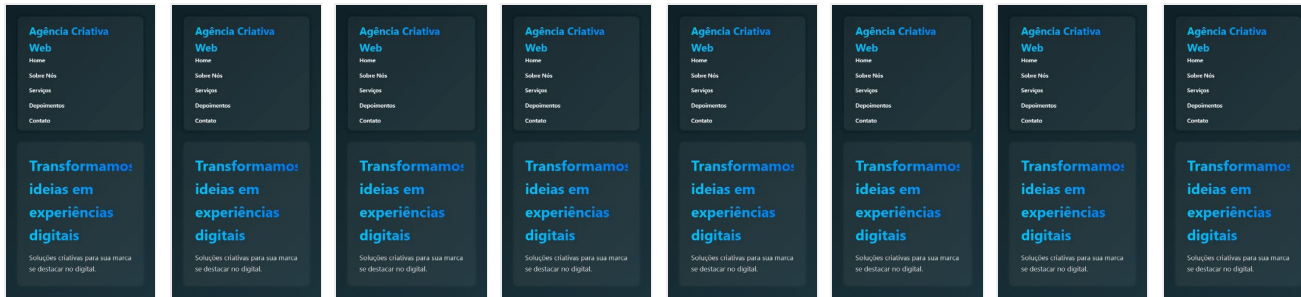 Agência Criativa
Web
Home
Sobre Nós
Serviços
Depoimentos
Contato
Transformamos
ideias em
experiências
digitais
Soluções criativas para sua marca
se destacar no digital.
Agência Criativa
Web
Home
Sobre Nós
Serviços
Depoimentos
Contato
Transformamos
ideias em
experiências
digitais
Soluções criativas para sua marca
se destacar no digital.
Agência Criativa
Web
Home
Sobre Nós
Serviços
Depoimentos
Contato
Transformamos
ideias em
experiências
digitais
Soluções criativas para sua marca
se destacar no digital.
Agência Criativa
Web
Home
Sobre Nós
Serviços
Depoimentos
Contato
Transformamos
ideias em
experiências
digitais
Soluções criativas para sua marca
se destacar no digital.
Agência Criativa
Web
Home
Sobre Nós
Serviços
Depoimentos
Contato
Transformamos
ideias em
experiências
digitais
Soluções criativas para sua marca
se destacar no digital.
Agência Criativa
Web
Home
Sobre Nós
Serviços
Depoimentos
Contato
Transformamos
ideias em
experiências
digitais
Soluções criativas para sua marca
se destacar no digital.
Agência Criativa
Web
Home
Sobre Nós
Serviços
Depoimentos
Contato
Transformamos
ideias em
experiências
digitais
Soluções criativas para sua marca
se destacar no digital.
Agência Criativa
Web
Home
Sobre Nós
Serviços
Depoimentos
Contato
Transformamos
ideias em
experiências
digitais
Soluções criativas para sua marca
se destacar no digital.